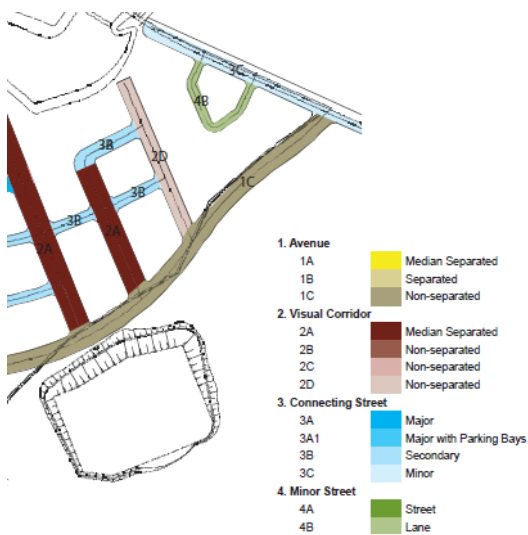 3C
4B
3B
2D
1C
3B
3B
2A
2A
1. Avenue
1A Median Separated
1B Separated
1C Non-separated
2. Visual Corridor
2A Median Separated
2B Non-separated
2C Non-separated
2D Non-separated
3. Connecting Street
3A Major
3A1 Major with Parking Bays
3B Secondary
3C Minor
4. Minor Street
4A Street
4B Lane